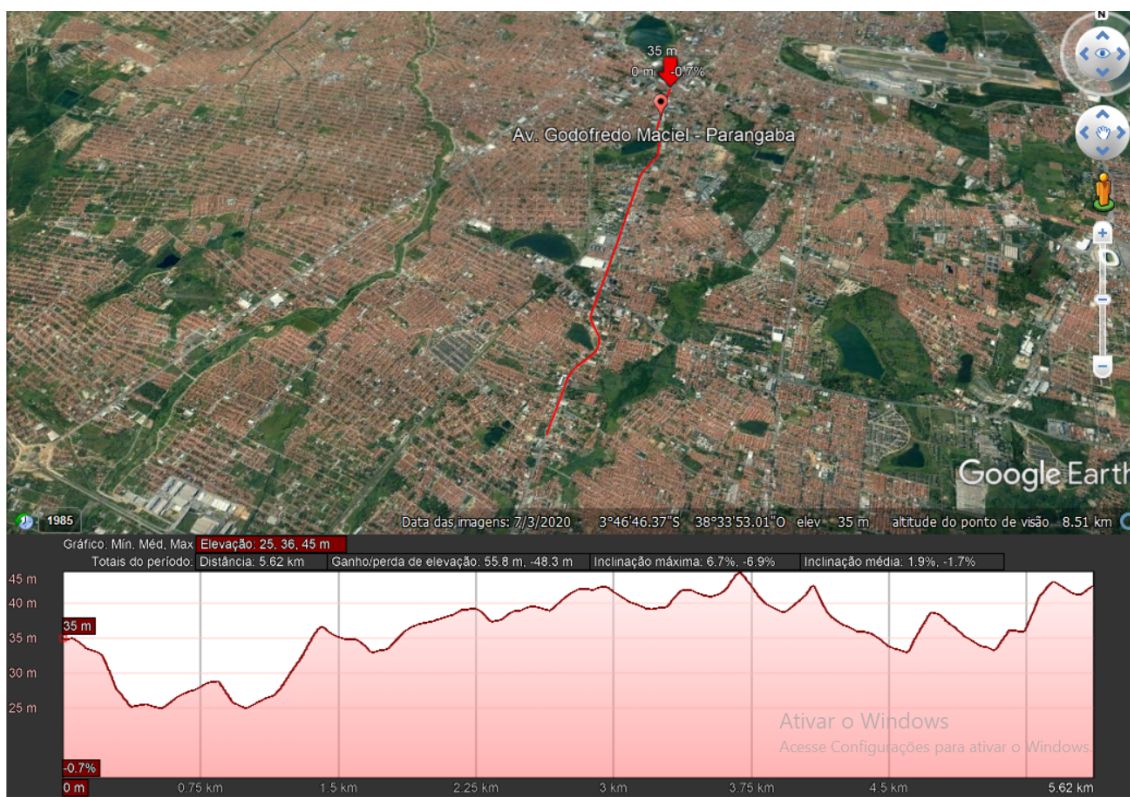 N
35 m
0 m -0.7%
Av. Godofredo Maciel - Parangaba
Google Earth
1985
Data das imagens: 7/3/2020 3°46'46.37"S 38°33'53.01"O elev 35 m altitude do ponto de visão 8.51 km
Gráfico: Mín. Méd, Max Elevação: 25, 36, 45 m
Totais do período: Distância: 5.62 km Ganho/perda de elevação: 55.8 m, -48.3 m Inclinação máxima: 6.7%, -6.9% Inclinação média: 1.9%, -1.7%
45 m
40 m
35 m
35 m
30 m
25 m
Ativar o Windows
Acesse Configurações para ativar o Windows.
-0.7%
0 m 0.75 km 1.5 km 2.25 km 3 km 3.75 km 4.5 km 5.62 km